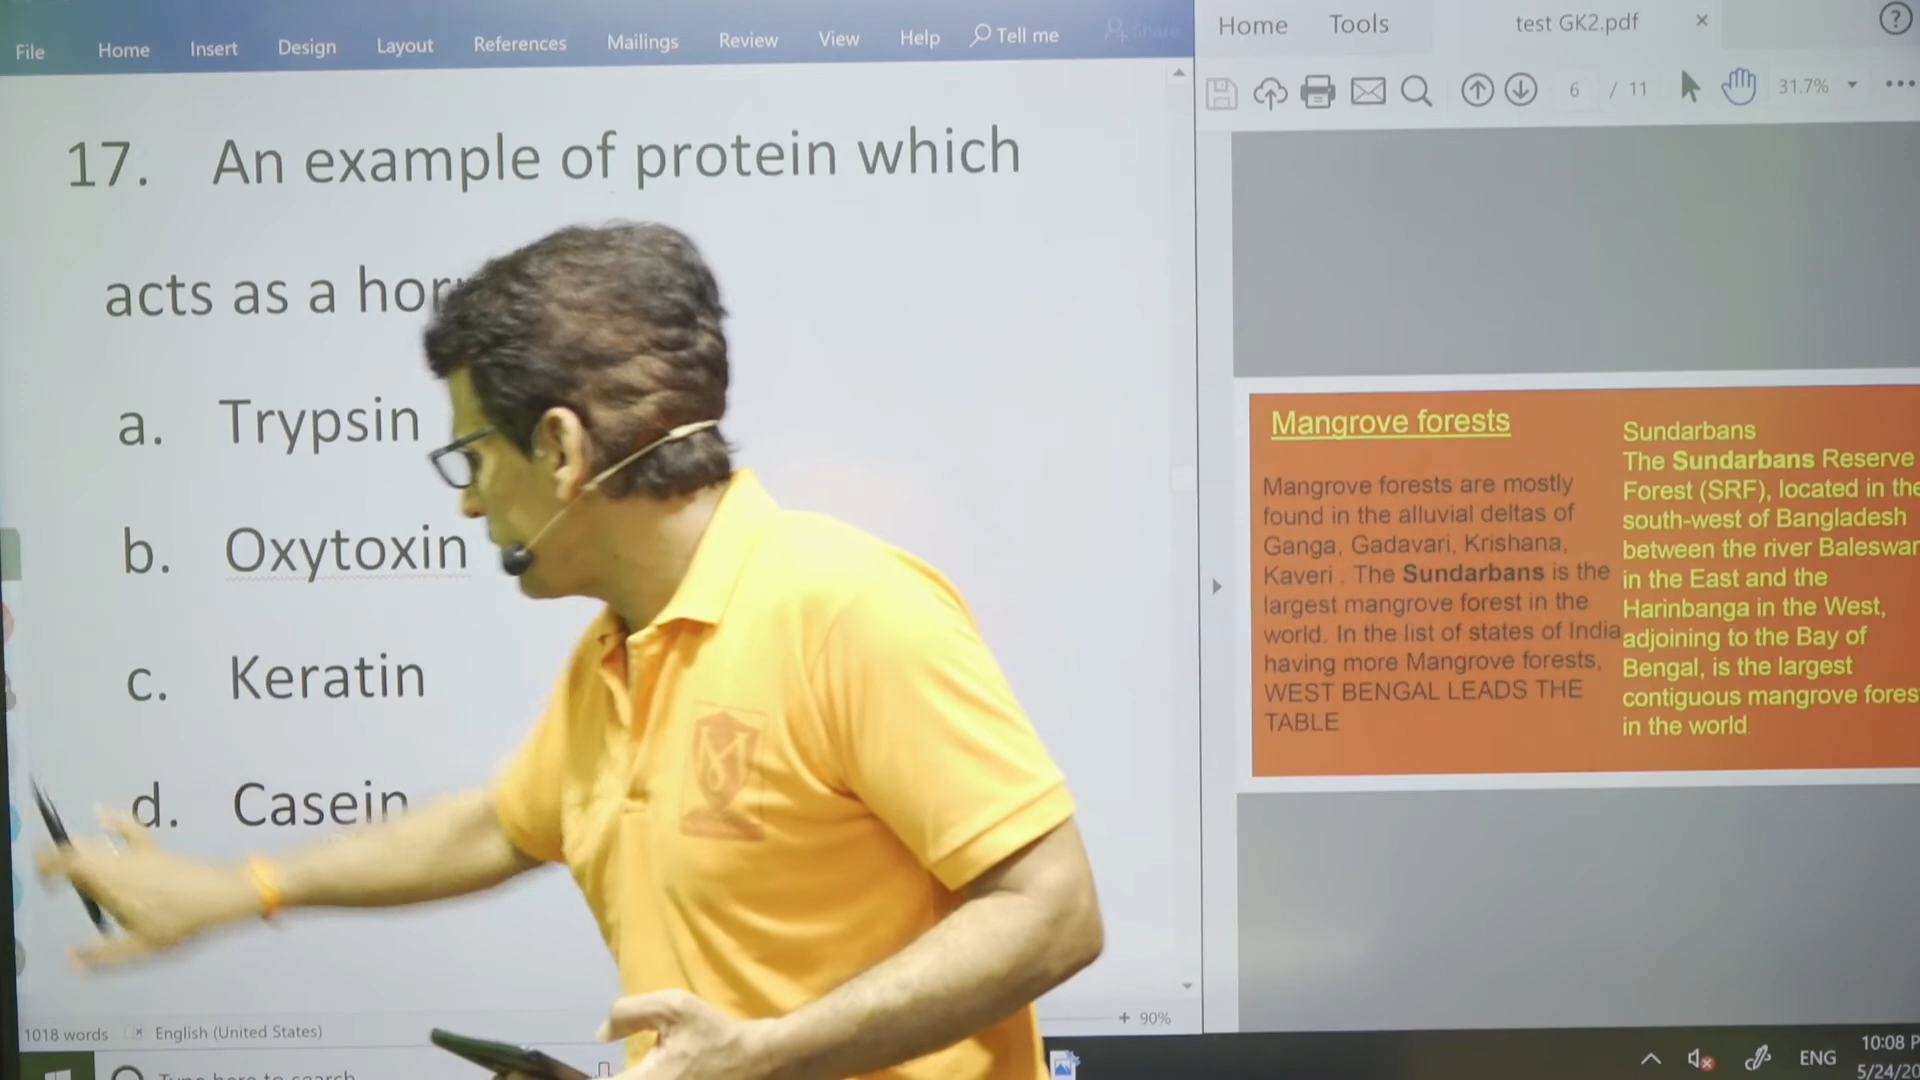 File Home Insert Design Layout References Mailings Review View Help Tell me Share
17. An example of protein which
acts as a
a. Trypsin
b. Oxytoxin
c. Keratin
d. Casein
1018 words English (United States)
+ 90%
Type here to search
Home Tools test GK2.pdf ×
6 / 11 31.7%
Mangrove forests
Mangrove forests are mostly
found in the alluvial deltas of
Ganga, Gadavari, Krishana,
Kaveri . The Sundarbans is the
largest mangrove forest in the
world. In the list of states of India
having more Mangrove forests,
WEST BENGAL LEADS THE
TABLE
Sundarbans
The Sundarbans Reserve
Forest (SRF), located in the
south-west of Bangladesh
between the river Baleswar
in the East and the
Harinbanga in the West,
adjoining to the Bay of
Bengal, is the largest
contiguous mangrove
in the world.
ENG
10:08